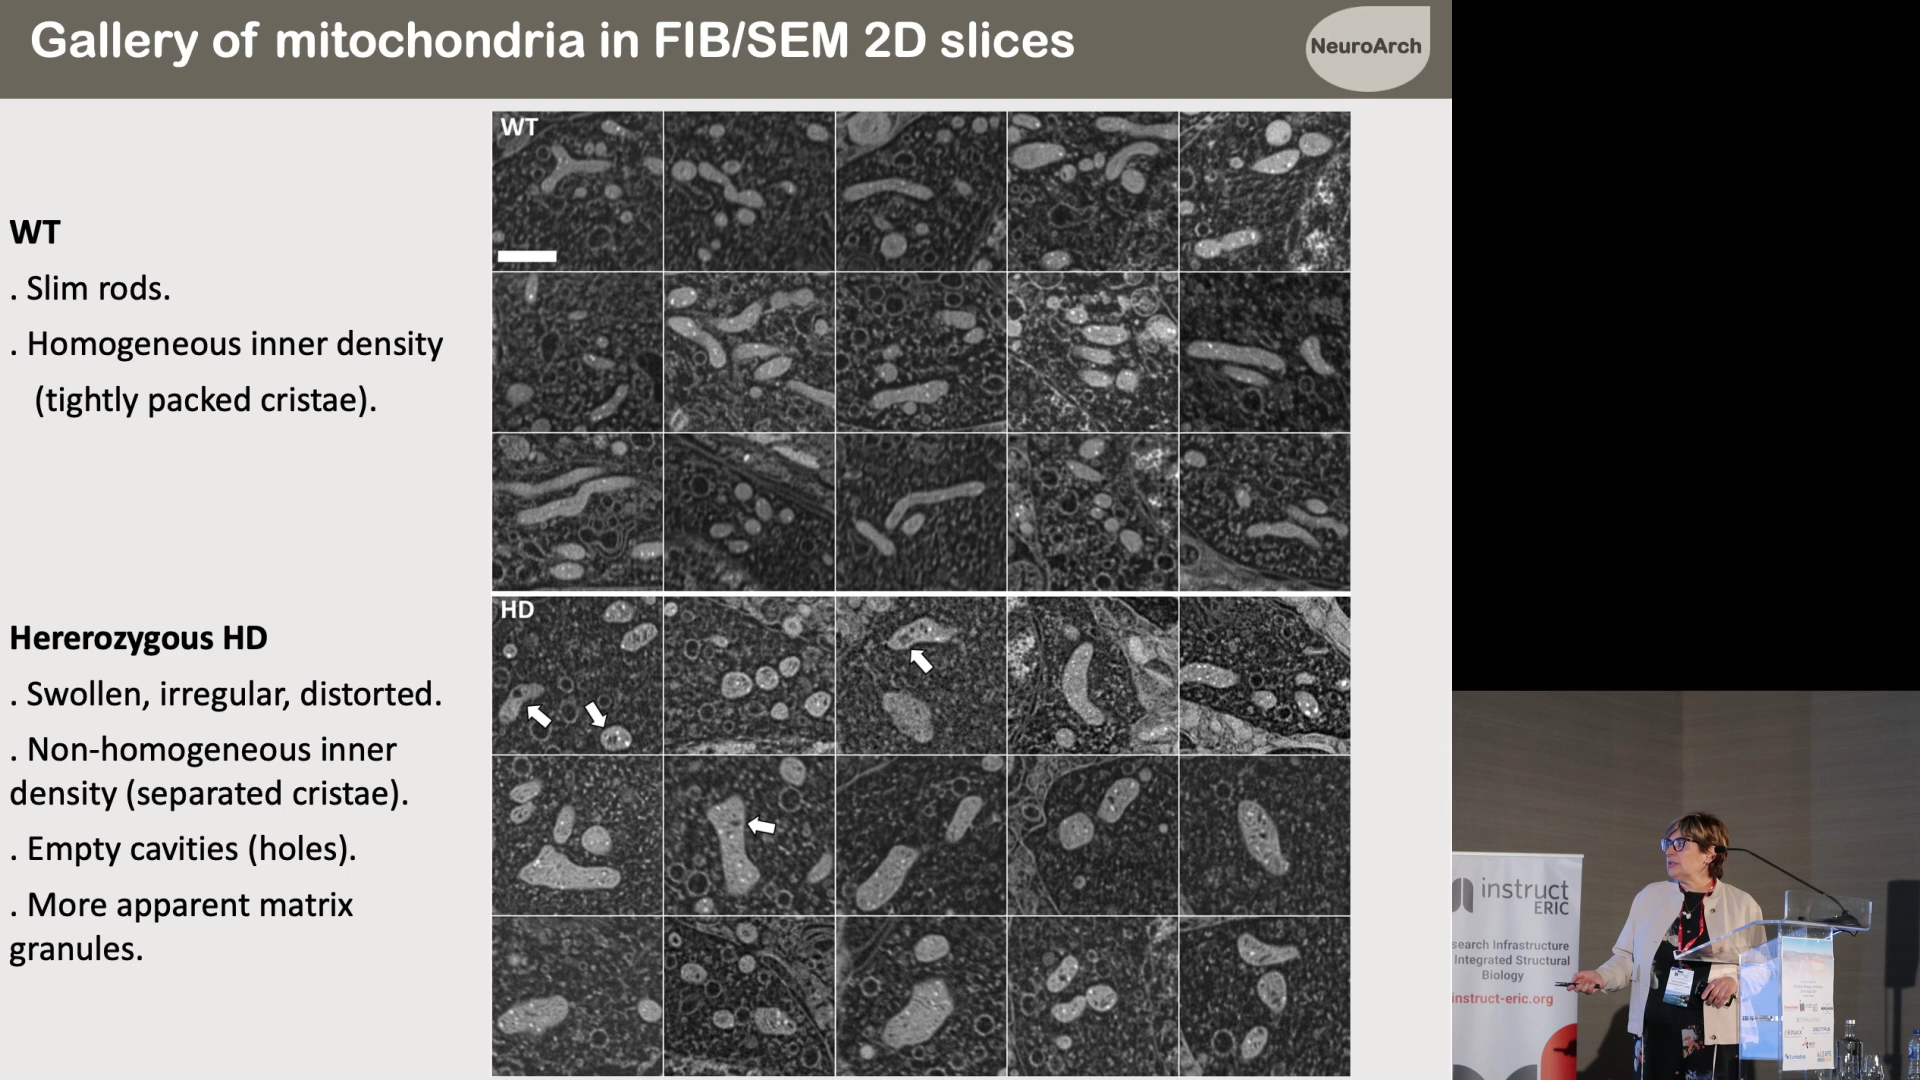 Gallery of mitochondria in FIB/SEM 2D slices
NeuroArch
WT
. Slim rods.
. Homogeneous inner density
(tightly packed cristae).
Hererozygous HD
. Swollen, irregular, distorted.
. Non-homogeneous inner
density (separated cristae).
. Empty cavities (holes).
. More apparent matrix
granules.
WT
HD
instruct
ERIC
search Infrastructure
Integrated Structural
Biology
instruct-eric.org